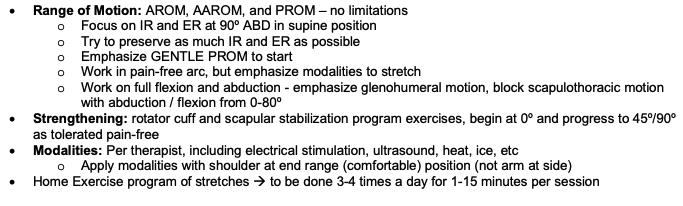 • Range of Motion: AROM, AAROM, and PROM – no limitations
o Focus on IR and ER at 90º ABD in supine position
o Try to preserve as much IR and ER as possible
o Emphasize GENTLE PROM to start
o Work in pain-free arc, but emphasize modalities to stretch
o Work on full flexion and abduction - emphasize glenohumeral motion, block scapulothoracic motion
with abduction / flexion from 0-80º
• Strengthening: rotator cuff and scapular stabilization program exercises, begin at 0º and progress to 45º/90º
as tolerated pain-free
• Modalities: Per therapist, including electrical stimulation, ultrasound, heat, ice, etc
o Apply modalities with shoulder at end range (comfortable) position (not arm at side)
• Home Exercise program of stretches → to be done 3-4 times a day for 1-15 minutes per session